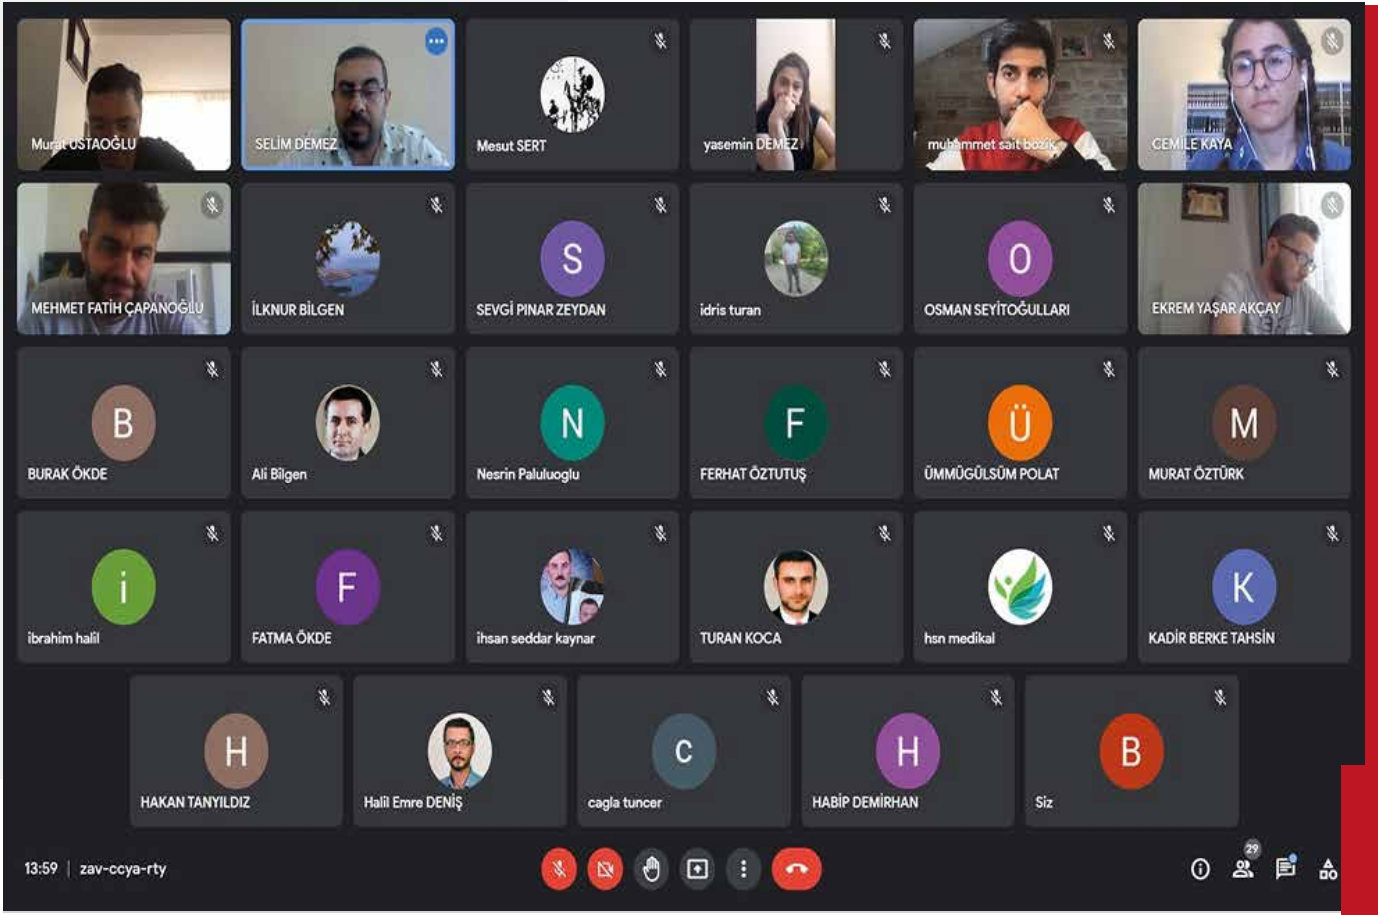 Murat USTAOĞLU
SELİM DEMEZ
Mesut SERT
yasemin DEMEZ
muhammet sait bozik
CEMİLE KAYA
MEHMET FATİH ÇAPANOĞLU
İLKNUR BİLGEN
S
SEVGİ PINAR ZEYDAN
idris turan
O
OSMAN SEYİTOĞULLARI
EKREM YAŞAR AKÇAY
B
BURAK ÖKDE
Ali Bilgen
N
Nesrin Paluluoglu
F
FERHAT ÖZTUTUŞ
Ü
ÜMMÜGÜLSÜM POLAT
M
MURAT ÖZTÜRK
i
ibrahim halil
F
FATMA ÖKDE
ihsan seddar kaynar
TURAN KOCA
hsn medikal
K
KADİR BERKE TAHSİN
H
HAKAN TANYILDIZ
Halil Emre DENİŞ
c
cagla tuncer
H
HABİP DEMİRHAN
B
Siz
13:59 | zav-ccya-rty
29